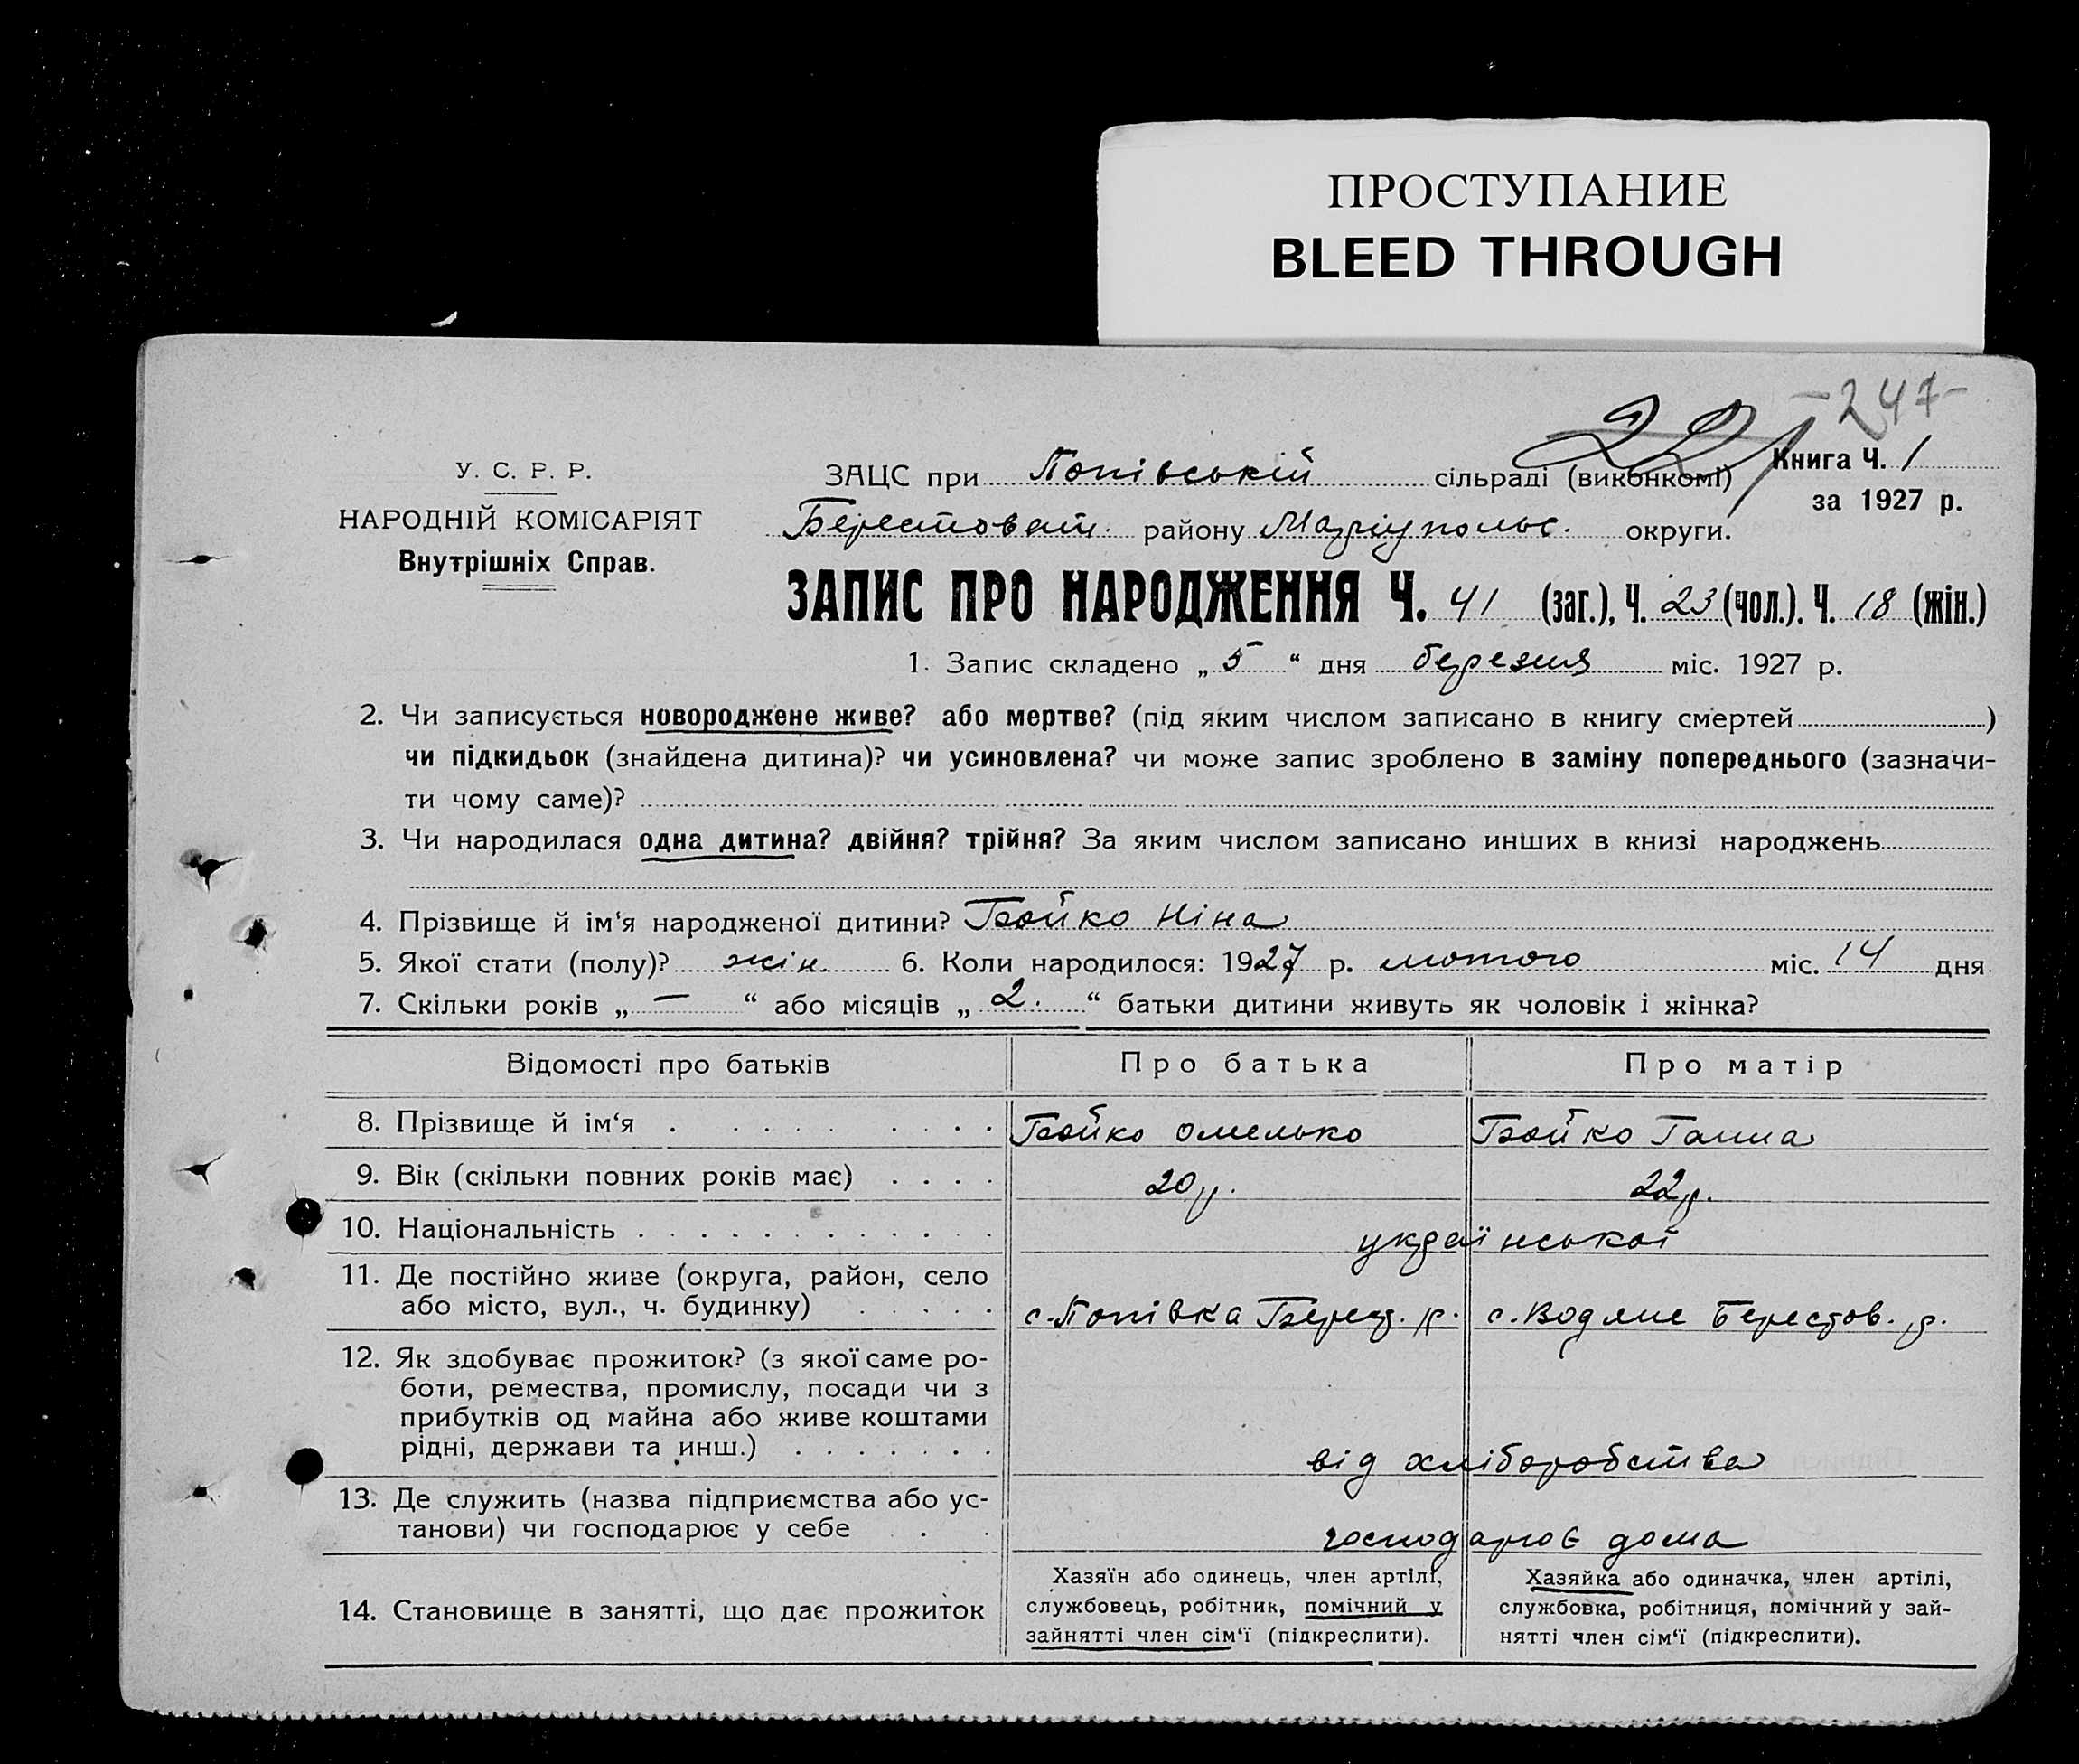 ПРОСТУПАНИЕ
BLEED THROUGH
-247-
221
У. С. Р. Р.
НАРОДНІЙ КОМІСАРІЯТ
Внутрішніх Справ.
ЗАЦС при Попівській сільраді (виконкомі)
Книга Ч. 1
за 1927 р.
Берестоват. району Маріупольс. округи.
ЗАПИС ПРО НАРОДЖЕННЯ Ч. 41 (заг.), Ч. 23 (чол.). Ч. 18 (жін.)
1. Запис складено „ 5 “ дня березня міс. 1927 р.
2. Чи записується новороджене живе? або мертве? (під яким числом записано в книгу смертей )
чи підкидьок (знайдена дитина)? чи усиновлена? чи може запис зроблено в заміну попереднього (зазначи-
ти чому саме)?
3. Чи народилася одна дитина? двійня? трійня? За яким числом записано инших в книзі народжень
4. Прізвище й ім‘я народженої дитини? Бойко Ніна
5. Якої стати (полу)? жін. 6. Коли народилося: 1927 р. лютого міс. 14 дня
7. Скільки років „ — “ або місяців „ 2. “ батьки дитини живуть як чоловік і жінка?
Відомості про батьків Про батька Про матір
8. Прізвище й ім‘я Бойко Омелько Бойко Ганна
9. Вік (скільки повних років має) 20 р. 22 р.
10. Національність української
11. Де постійно живе (округа, район, село
або місто, вул., ч. будинку) с. Попівка Берест. р. с. Водяне Берестов. р.
12. Як здобуває прожиток? (з якої саме ро-
боти, ремества, промислу, посади чи з
прибутків од майна або живе коштами
рідні, держави та инш.) від хліборобства
13. Де служить (назва підприємства або ус-
танови) чи господарює у себе господарює дома
14. Становище в занятті, що дає прожиток
Хазяїн або одинець, член артілі,
службовець, робітник, помічний у
зайнятті член сім‘ї (підкреслити).
Хазяйка або одиначка, член артілі,
службовка, робітниця, помічний у зай-
нятті член сім‘ї (підкреслити).